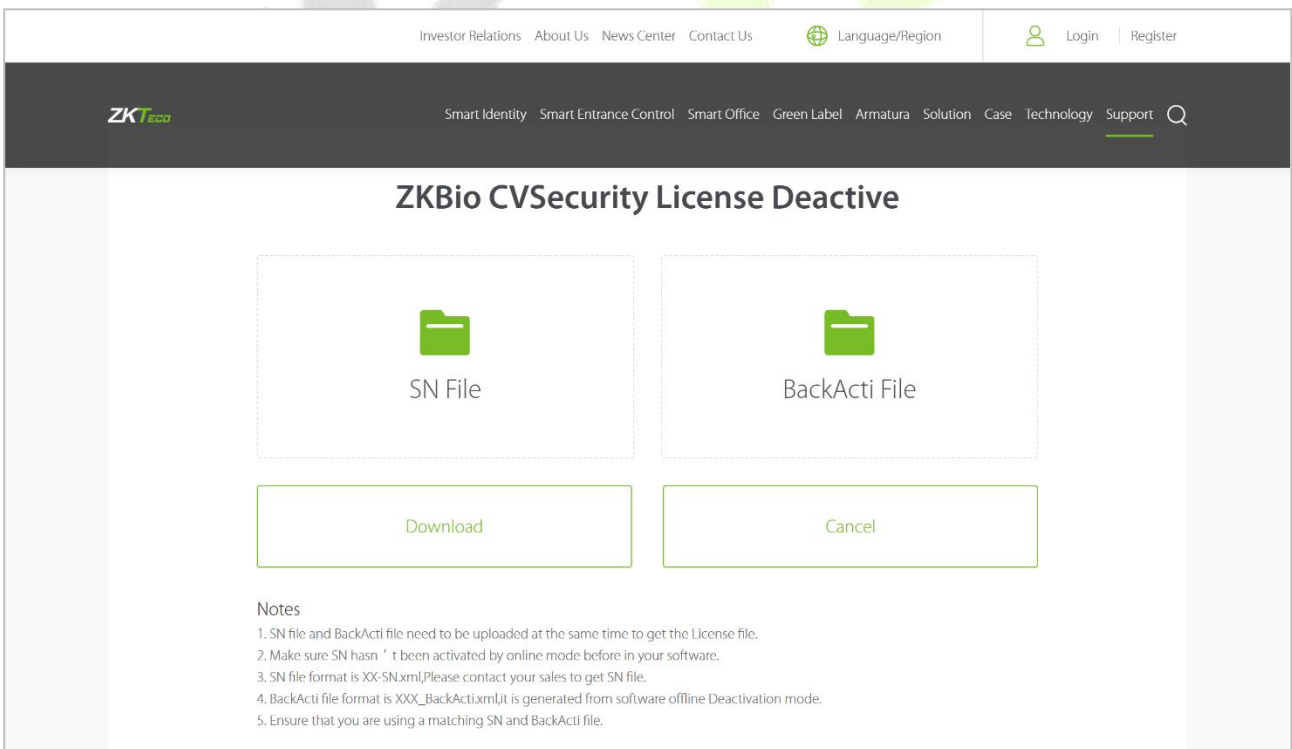 Investor Relations About Us News Center Contact Us Language/Region Login Register
ZKTECO Smart Identity Smart Entrance Control Smart Office Green Label Armatura Solution Case Technology Support
ZKBio CVSecurity License Deactive
SN File BackActi File
Download Cancel
Notes
1. SN file and BackActi file need to be uploaded at the same time to get the License file.
2. Make sure SN hasn ' t been activated by online mode before in your software.
3. SN file format is XX-SN.xml,Please contact your sales to get SN file.
4. BackActi file format is XXX_BackActi.xml,it is generated from software offline Deactivation mode.
5. Ensure that you are using a matching SN and BackActi file.